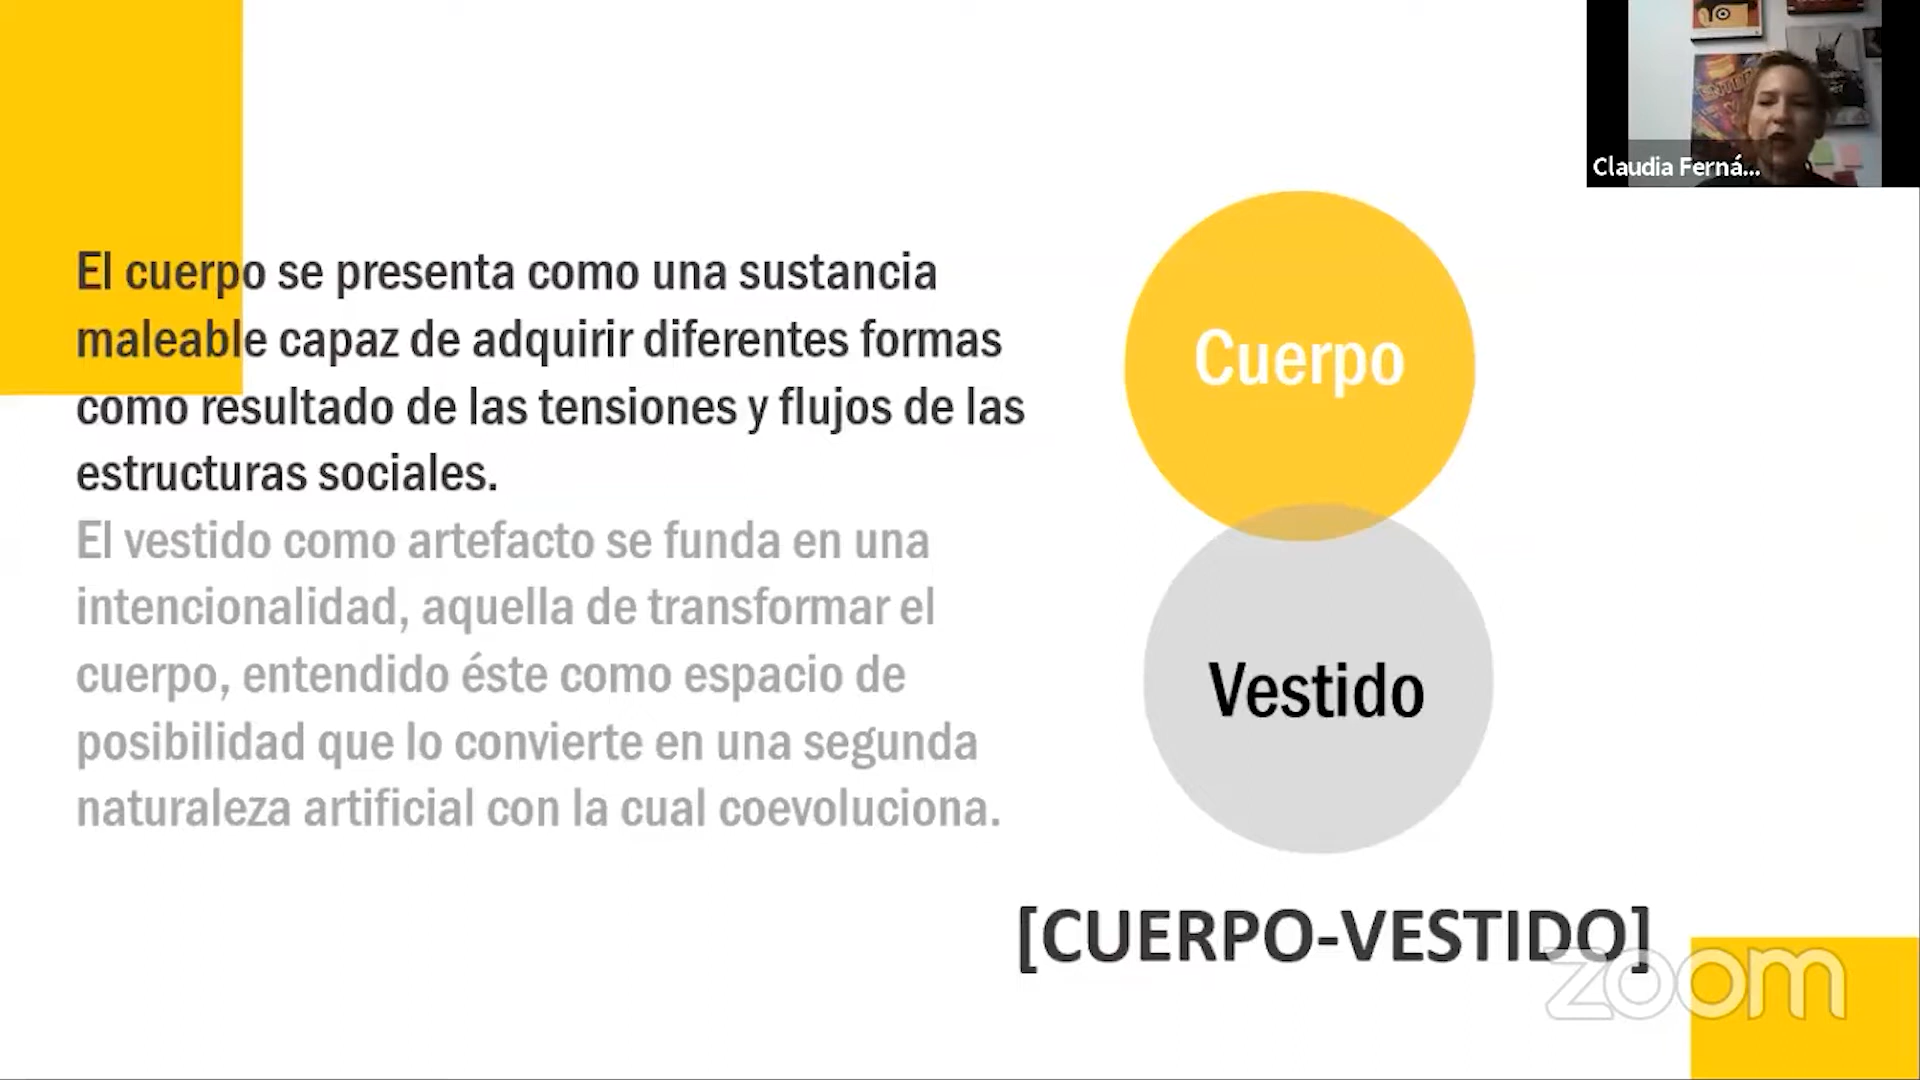 Claudia Ferná...
El cuerpo se presenta como una sustancia
maleable capaz de adquirir diferentes formas
como resultado de las tensiones y flujos de las
estructuras sociales.
El vestido como artefacto se funda en una
intencionalidad, aquella de transformar el
cuerpo, entendido éste como espacio de
posibilidad que lo convierte en una segunda
naturaleza artificial con la cual coevoluciona.
Cuerpo
Vestido
[CUERPO-VESTIDO]
zoom